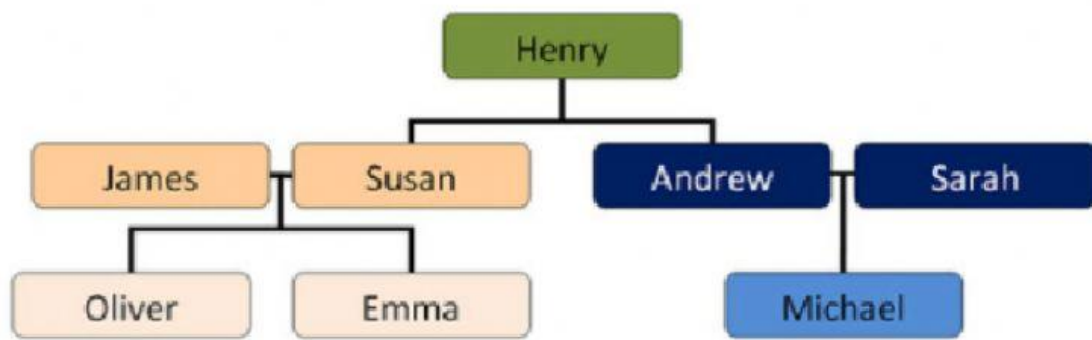 Henry
James
Susan
Andrew
Sarah
Oliver
Emma
Michael